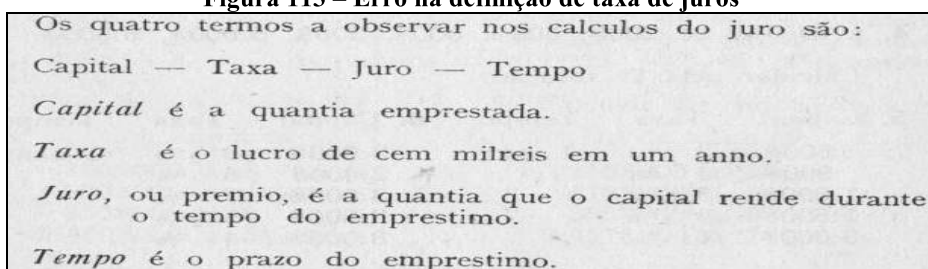 Figura 113 – Erro na definição de taxa de juros
Os quatro termos a observar nos calculos do juro são:
Capital — Taxa — Juro — Tempo
Capital é a quantia emprestada.
Taxa é o lucro de cem milreis em um anno.
Juro, ou premio, é a quantia que o capital rende durante
o tempo do emprestimo.
Tempo é o prazo do emprestimo.